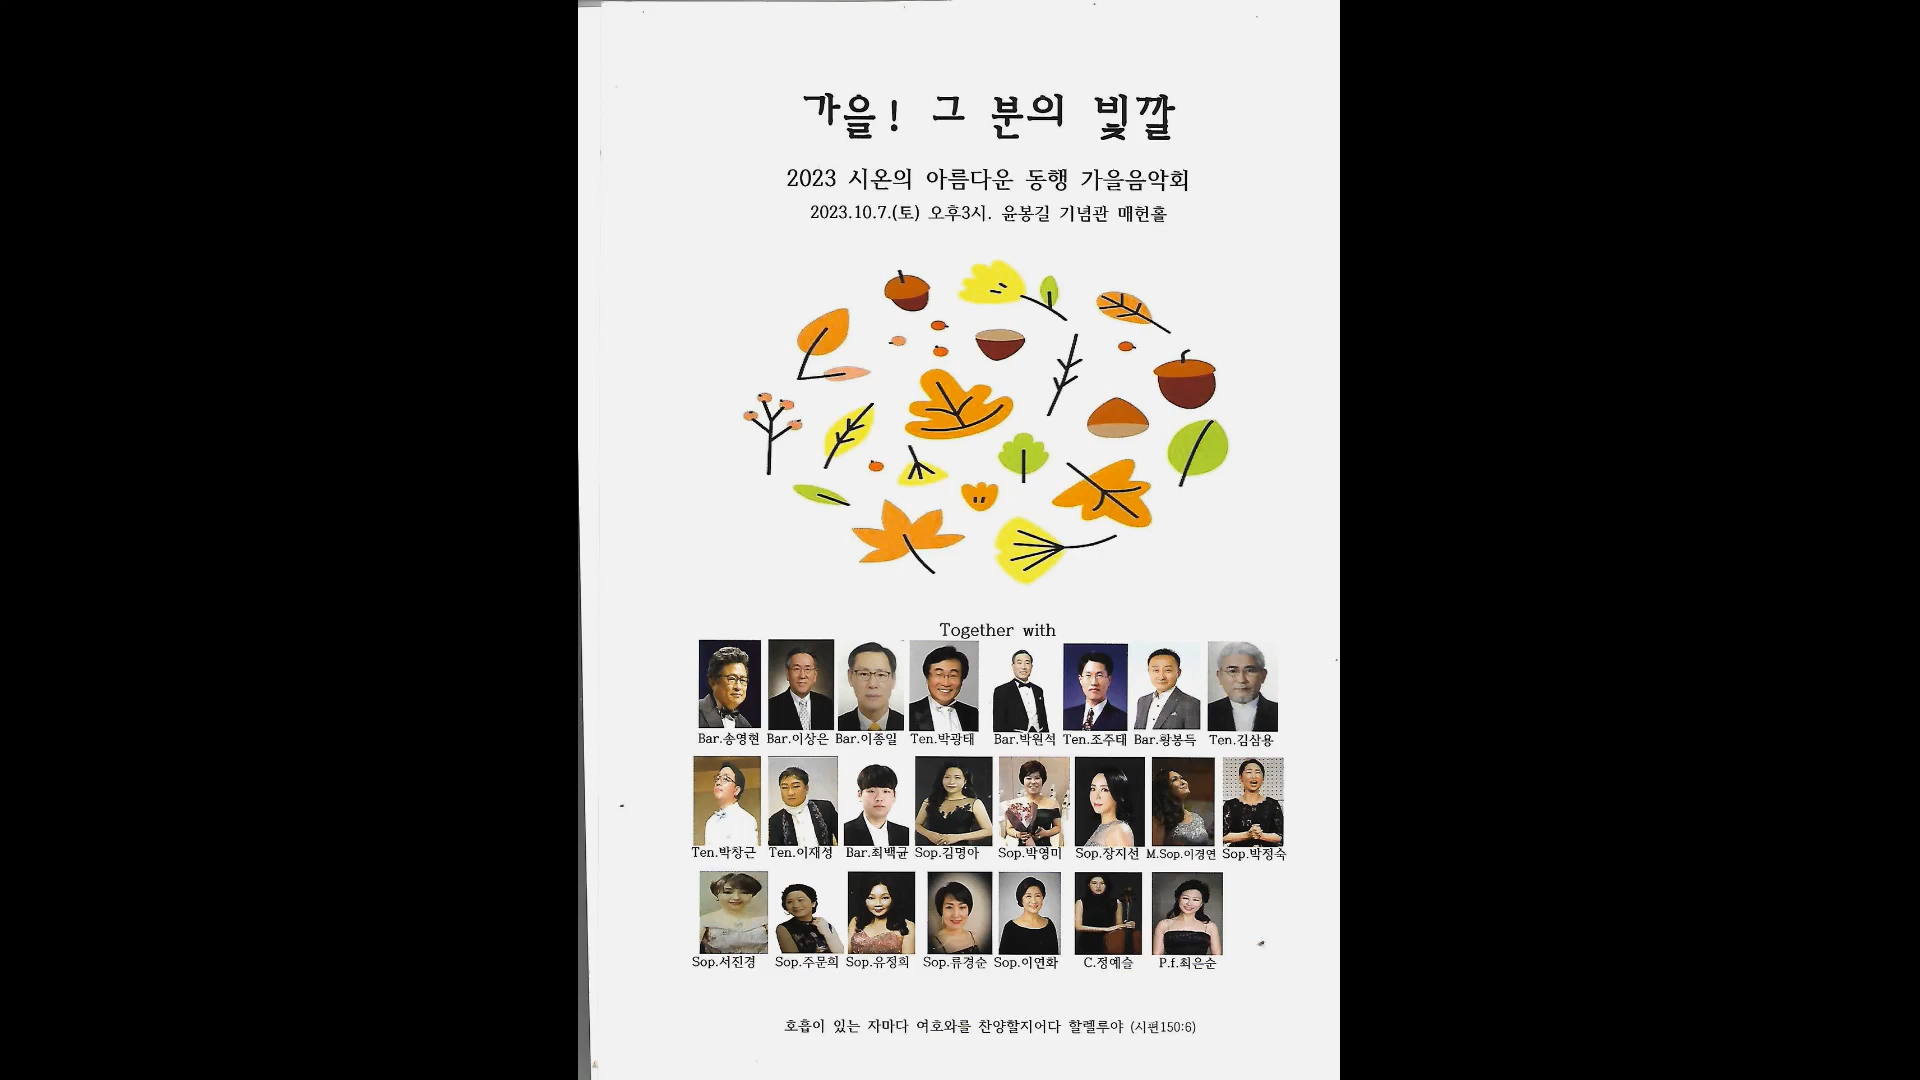 가을! 그 분의 빛깔
2023 시온의 아름다운 동행 가을음악회
2023.10.7.(토) 오후3시. 윤봉길 기념관 매헌홀
Together with
Bar.송영현 Bar.이상은 Bar.이종일 Ten.박광태 Bar.박원석 Ten.조주태 Bar.황봉득 Ten.김삼용
Ten.박창근 Ten.이재성 Bar.최백균 Sop.김명아 Sop.박영미 Sop.장지선 M.Sop.이경연 Sop.박정숙
Sop.서진경 Sop.주문희 Sop.유정희 Sop.류경순 Sop.이연화 C.정예슬 P.f.최은순
호흡이 있는 자마다 여호와를 찬양할지어다 할렐루야 (시편150:6)